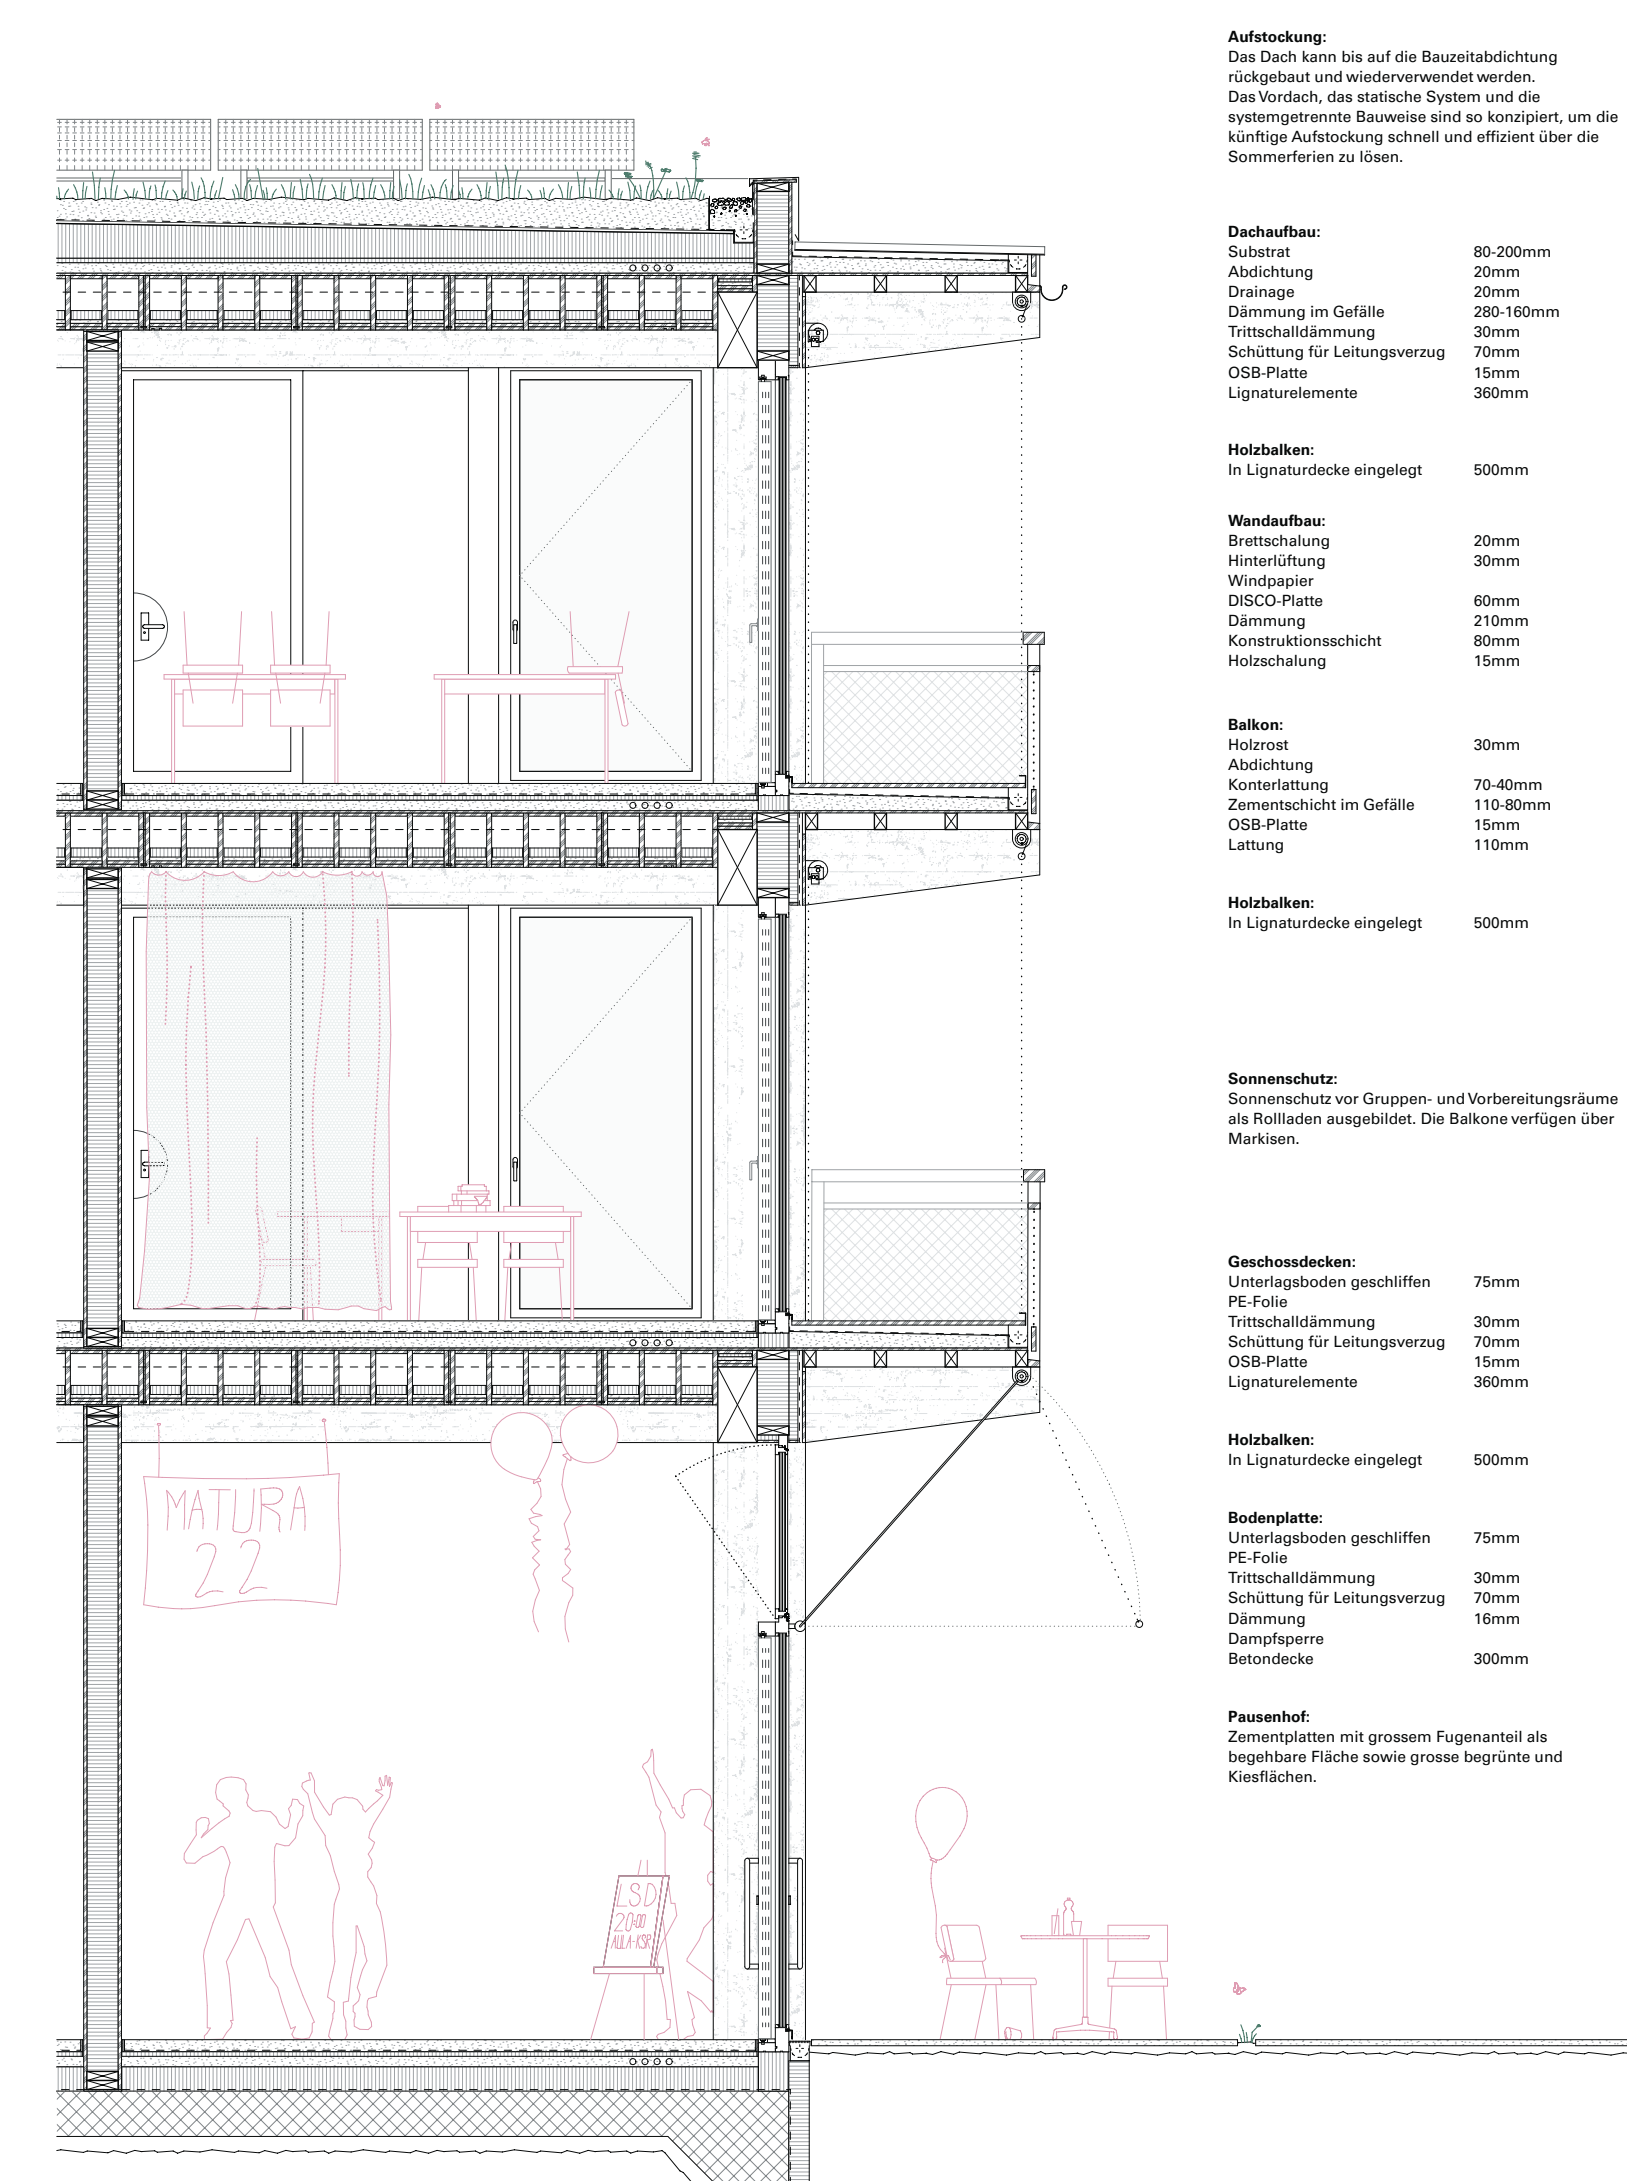 Aufstockung:
Das Dach kann bis auf die Bauzeitabdichtung
rückgebaut und wiederverwendet werden.
Das Vordach, das statische System und die
systemgetrennte Bauweise sind so konzipiert, um die
künftige Aufstockung schnell und effizient über die
Sommerferien zu lösen.
Dachaufbau:
Substrat 80-200mm
Abdichtung 20mm
Drainage 20mm
Dämmung im Gefälle 280-160mm
Trittschalldämmung 30mm
Schüttung für Leitungsverzug 70mm
OSB-Platte 15mm
Lignaturelemente 360mm
Holzbalken:
In Lignaturdecke eingelegt 500mm
Wandaufbau:
Brettschalung 20mm
Hinterlüftung 30mm
Windpapier
DISCO-Platte 60mm
Dämmung 210mm
Konstruktionsschicht 80mm
Holzschalung 15mm
Balkon:
Holzrost 30mm
Abdichtung
Konterlattung 70-40mm
Zementschicht im Gefälle 110-80mm
OSB-Platte 15mm
Lattung 110mm
Holzbalken:
In Lignaturdecke eingelegt 500mm
Sonnenschutz:
Sonnenschutz vor Gruppen- und Vorbereitungsräume
als Rollladen ausgebildet. Die Balkone verfügen über
Markisen.
Geschossdecken:
Unterlagsboden geschliffen 75mm
PE-Folie
Trittschalldämmung 30mm
Schüttung für Leitungsverzug 70mm
OSB-Platte 15mm
Lignaturelemente 360mm
Holzbalken:
In Lignaturdecke eingelegt 500mm
Bodenplatte:
Unterlagsboden geschliffen 75mm
PE-Folie
Trittschalldämmung 30mm
Schüttung für Leitungsverzug 70mm
Dämmung 16mm
Dampfsperre
Betondecke 300mm
Pausenhof:
Zementplatten mit grossem Fugenanteil als
begehbare Fläche sowie grosse begrünte und
Kiesflächen.
MATURA
22
LSD
20:00
AULA-KSR